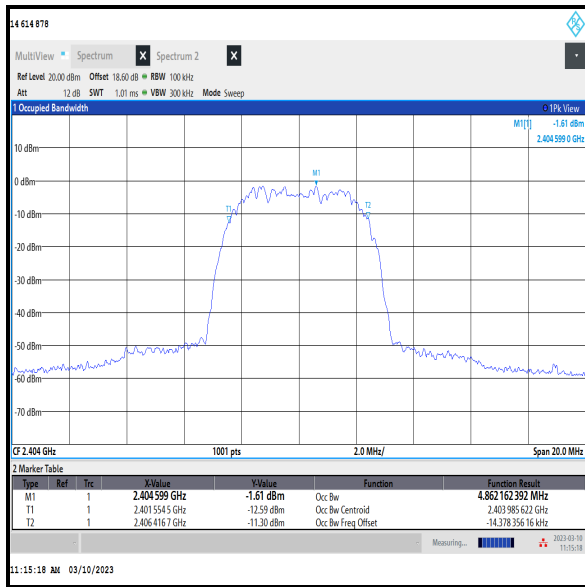 14 614 878
R S
MultiView Spectrum X Spectrum 2 X
Ref Level 20.00 dBm Offset 18.60 dB RBW 100 kHz
Att 12 dB SWT 1.01 ms VBW 300 kHz Mode Sweep
1 Occupied Bandwidth 1Pk View
M1[1] -1.61 dBm
2.404 599 0 GHz
10 dBm
M1
0 dBm
T1 T2
-10 dBm
-20 dBm
-30 dBm
-40 dBm
-50 dBm
-60 dBm
-70 dBm
CF 2.404 GHz 1001 pts 2.0 MHz/ Span 20.0 MHz
2 Marker Table
Type Ref Trc X-Value Y-Value Function Function Result
M1 1 2.404 599 GHz -1.61 dBm Occ Bw 4.862 162 392 MHz
T1 1 2.401 554 5 GHz -12.59 dBm Occ Bw Centroid 2.403 985 622 GHz
T2 1 2.406 416 7 GHz -11.30 dBm Occ Bw Freq Offset -14.378 356 16 kHz
Measuring... 2023-03-10
11:15:18
11:15:18 AM 03/10/2023